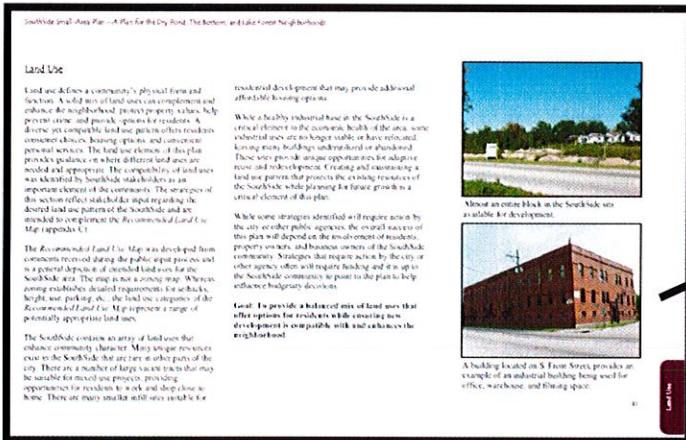 SouthSide Small-Area Plan – A Plan for the Dry Pond, The Bottom, and Lake Forest Neighborhoods
Land Use
Land use defines a community's physical form and
function. A solid mix of land uses can complement and
enhance the neighborhood, protect property values, help
prevent crime, and provide options for residents. A
diverse yet compatible land use pattern offers residents
consumer choices, housing options, and convenient
personal services. The land use element of this plan
provides guidance on where different land uses are
needed and appropriate. The compatibility of land uses
was identified by SouthSide stakeholders as an
important element of the community. The strategies of
this section reflect stakeholder input regarding the
desired land use pattern of the SouthSide and are
intended to complement the Recommended Land Use
Map (appendix C).
The Recommended Land Use Map was developed from
comments received during the public input process and
is a general depiction of intended land uses for the
SouthSide area. The map is not a zoning map. Whereas
zoning establishes detailed requirements for setbacks,
height, use, parking, etc., the land use categories of the
Recommended Land Use Map represent a range of
potentially appropriate land uses.
The SouthSide contains an array of land uses that
enhance community character. Many unique resources
exist in the SouthSide that are rare in other parts of the
city. There are a number of large vacant tracts that may
be suitable for mixed use projects, providing
opportunities for residents to work and shop close to
home. There are many smaller infill sites suitable for
residential development that may provide additional
affordable housing options.
While a healthy industrial base in the SouthSide is a
critical element to the economic health of the area, some
industrial uses are no longer viable or have relocated,
leaving many buildings underutilized or abandoned.
These sites provide unique opportunities for adaptive
reuse and redevelopment. Creating and maintaining a
land use pattern that protects the existing resources of
the SouthSide while planning for future growth is a
critical element of this plan.
While some strategies identified will require action by
the city or other public agencies, the overall success of
this plan will depend on the involvement of residents,
property owners, and business owners of the SouthSide
community. Strategies that require action by the city or
other agency often will require funding and it is up to
the SouthSide community to point to the plan to help
influence budgetary decisions.
Goal: To provide a balanced mix of land uses that
offer options for residents while ensuring new
development is compatible with and enhances the
neighborhood.
Almost an entire block in the SouthSide sits
available for development.
A building located on S. Front Street, provides an
example of an industrial building being used for
office, warehouse, and filming space.
Land Use